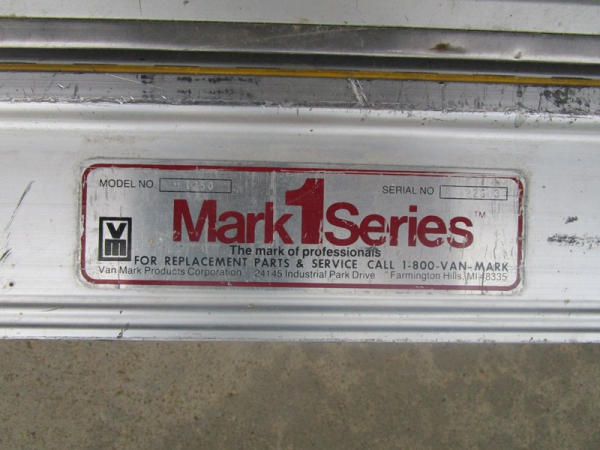 MODEL NO.
SERIAL NO
Mark 1 Series ™
VM
The mark of professionals
FOR REPLACEMENT PARTS & SERVICE CALL 1-800-VAN-MARK
Van Mark Products Corporation 24145 Industrial Park Drive Farmington Hills, MI 48335